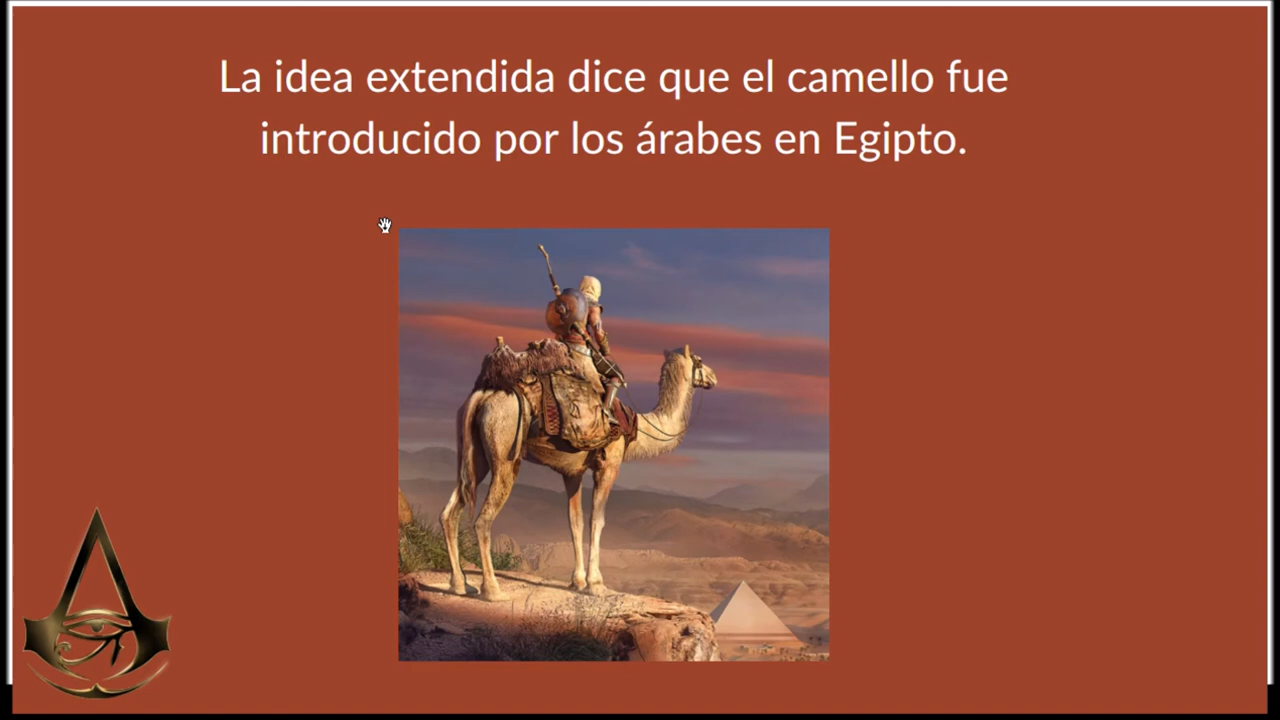 La idea extendida dice que el camello fue
introducido por los árabes en Egipto.